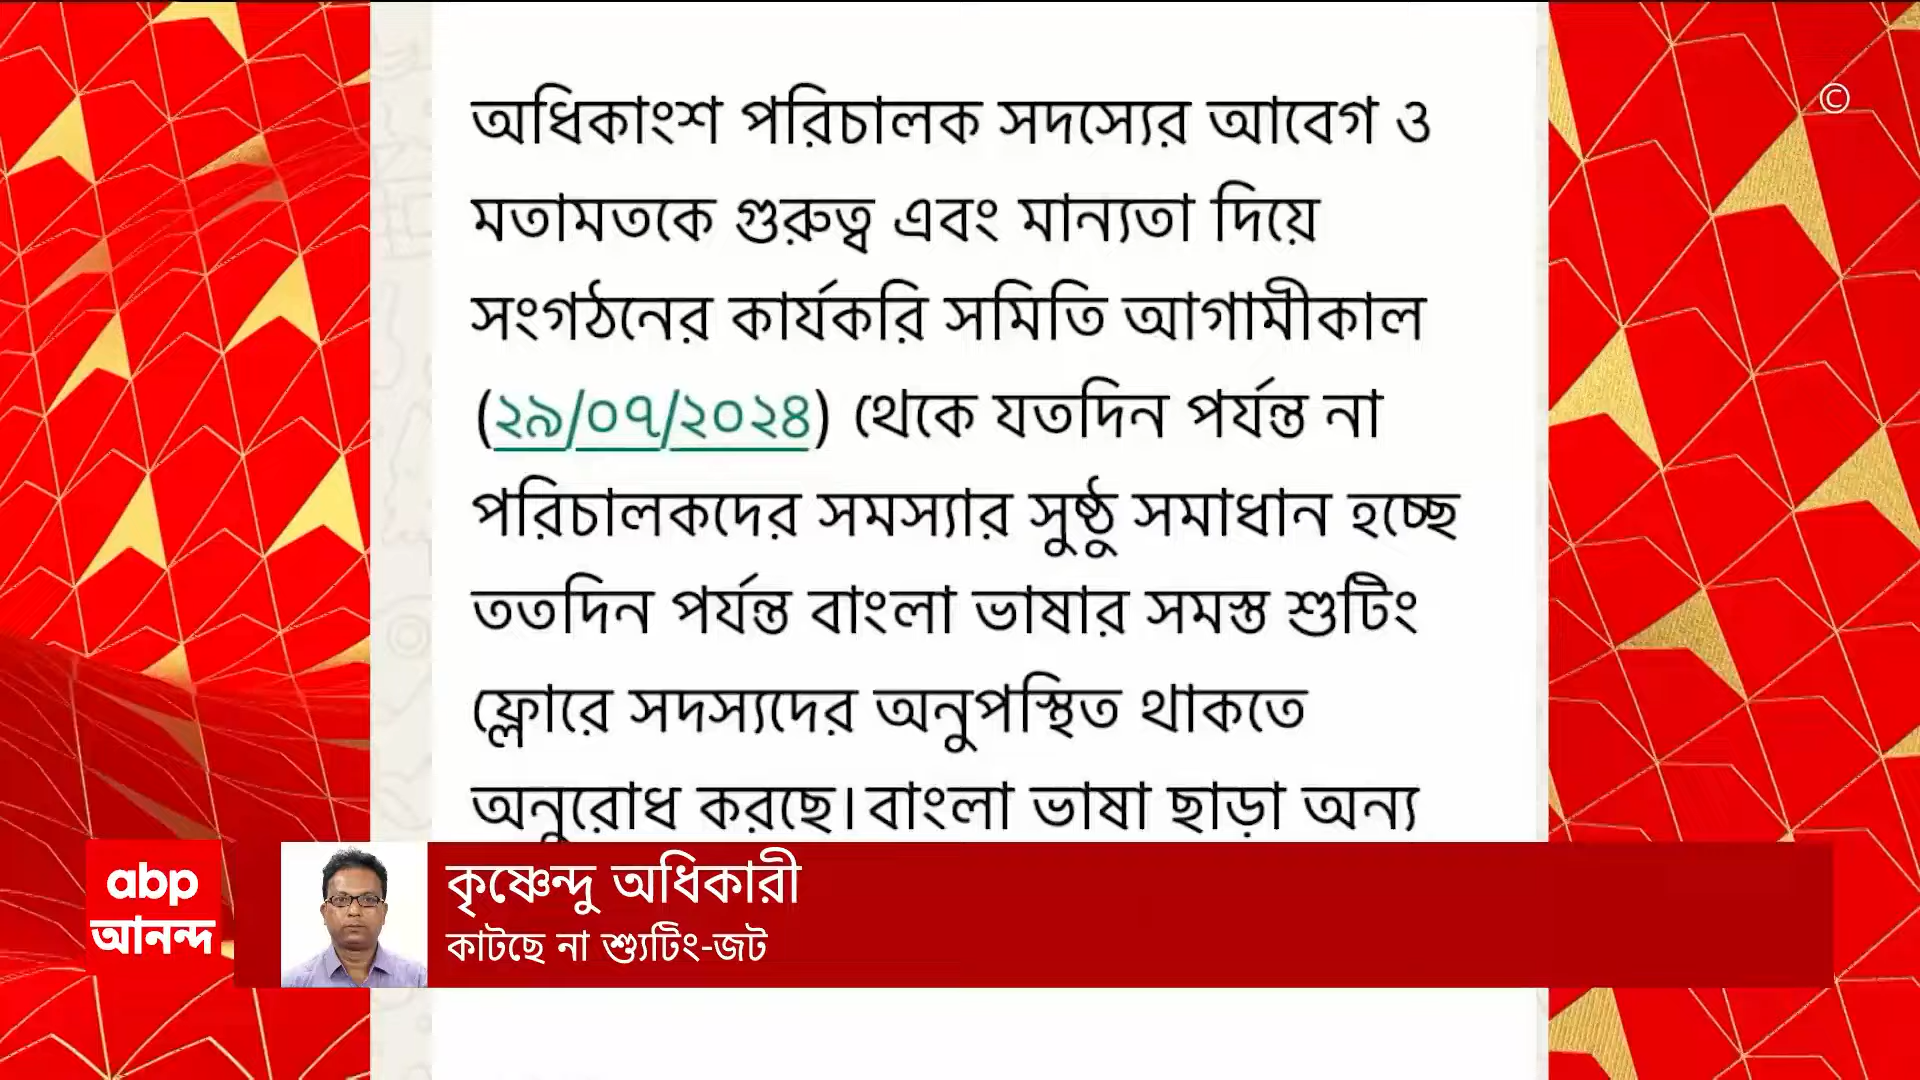 ©
অধিকাংশ পরিচালক সদস্যের আবেগ ও
মতামতকে গুরুত্ব এবং মান্যতা দিয়ে
সংগঠনের কার্যকরি সমিতি আগামীকাল
(২৯/০৭/২০২৪) থেকে যতদিন পর্যন্ত না
পরিচালকদের সমস্যার সুষ্ঠু সমাধান হচ্ছে
ততদিন পর্যন্ত বাংলা ভাষার সমস্ত শুটিং
ফ্লোরে সদস্যদের অনুপস্থিত থাকতে
অনুরোধ করছে। বাংলা ভাষা ছাড়া অন্য
abp
আনন্দ
কৃষ্ণেন্দু অধিকারী
কাটছে না শ্যুটিং-জট